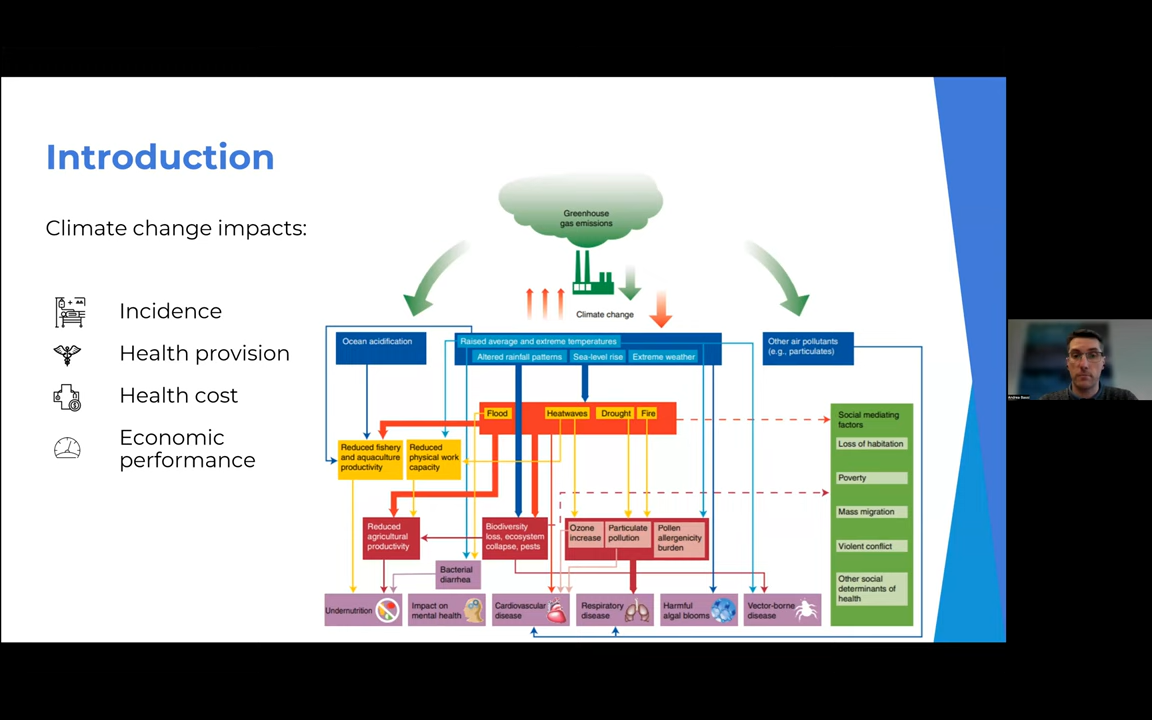 Introduction
Climate change impacts:
Incidence
Health provision
Health cost
Economic
performance
Greenhouse
gas emissions
Climate change
Ocean acidification
Raised average and extreme temperatures
Altered rainfall patterns
Sea-level rise
Extreme weather
Other air pollutants
(e.g., particulates)
Flood
Heatwaves
Drought
Fire
Social mediating
factors
Loss of habitation
Poverty
Mass migration
Violent conflict
Other social
determinants of
health
Reduced fishery
and aquaculture
productivity
Reduced
physical work
capacity
Reduced
agricultural
productivity
Biodiversity
loss, ecosystem
collapse, pests
Ozone
increase
Particulate
pollution
Pollen
allergenicity
burden
Bacterial
diarrhea
Undernutrition
Impact on
mental health
Cardiovascular
disease
Respiratory
disease
Harmful
algal blooms
Vector-borne
disease